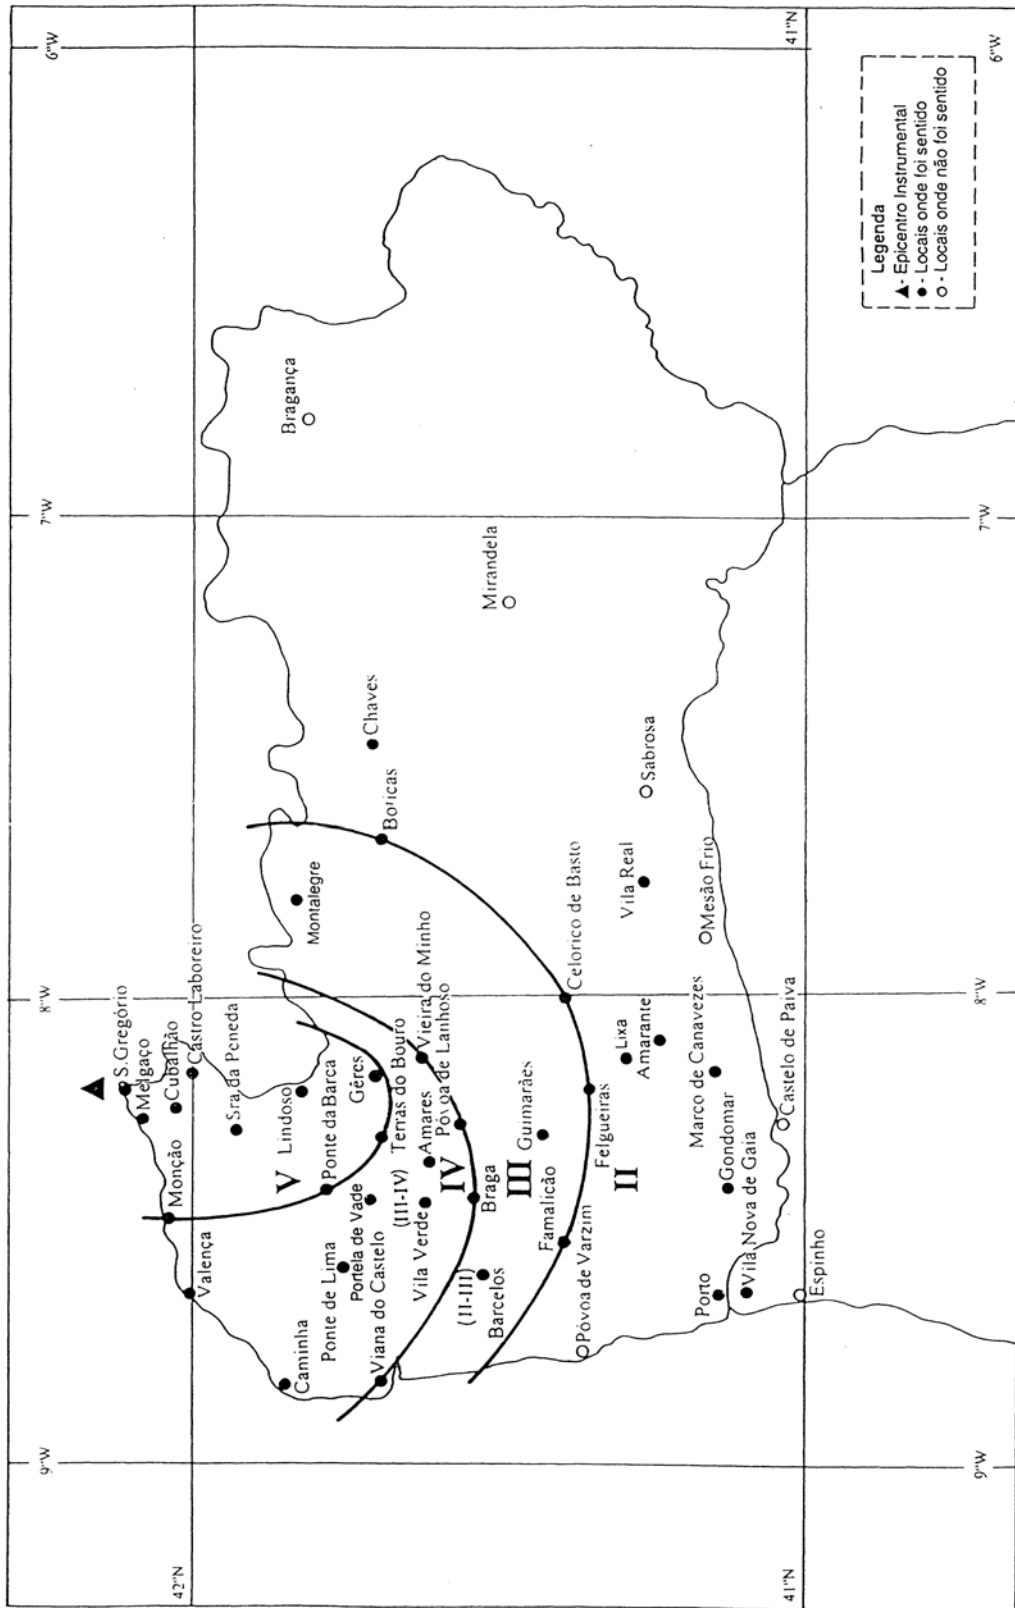 9°W
8°W
7°W
6°W
42°N
41°N
41°N
9°W
8°W
7°W
6°W
S.Gregório
Melgaço
Cubalhão
Castro Laboreiro
Monção
Valença
Sra.da Peneda
Caminha
V
Lindoso
Montalegre
Bragança
Ponte da Barca
Ponte de Lima
Portela de Vade
Gêres
Terras do Bouro
Chaves
Boticas
Viana do Castelo
(III-IV)
Vila Verde
Amares
Vieira do Minho
IV
Póvoa de Lanhoso
Braga
(II-III)
Barcelos
III
Guimarães
Mirandela
Famalicão
Celorico de Basto
Póvoa de Varzim
Felgueiras
II
Lixa
Amarante
Vila Real
Sabrosa
Marco de Canavezes
Mesão Frio
Porto
Gondomar
Vila Nova de Gaia
Castelo de Paiva
Espinho
Legenda
▲ - Epicentro Instrumental
● - Locais onde foi sentido
○ - Locais onde não foi sentido